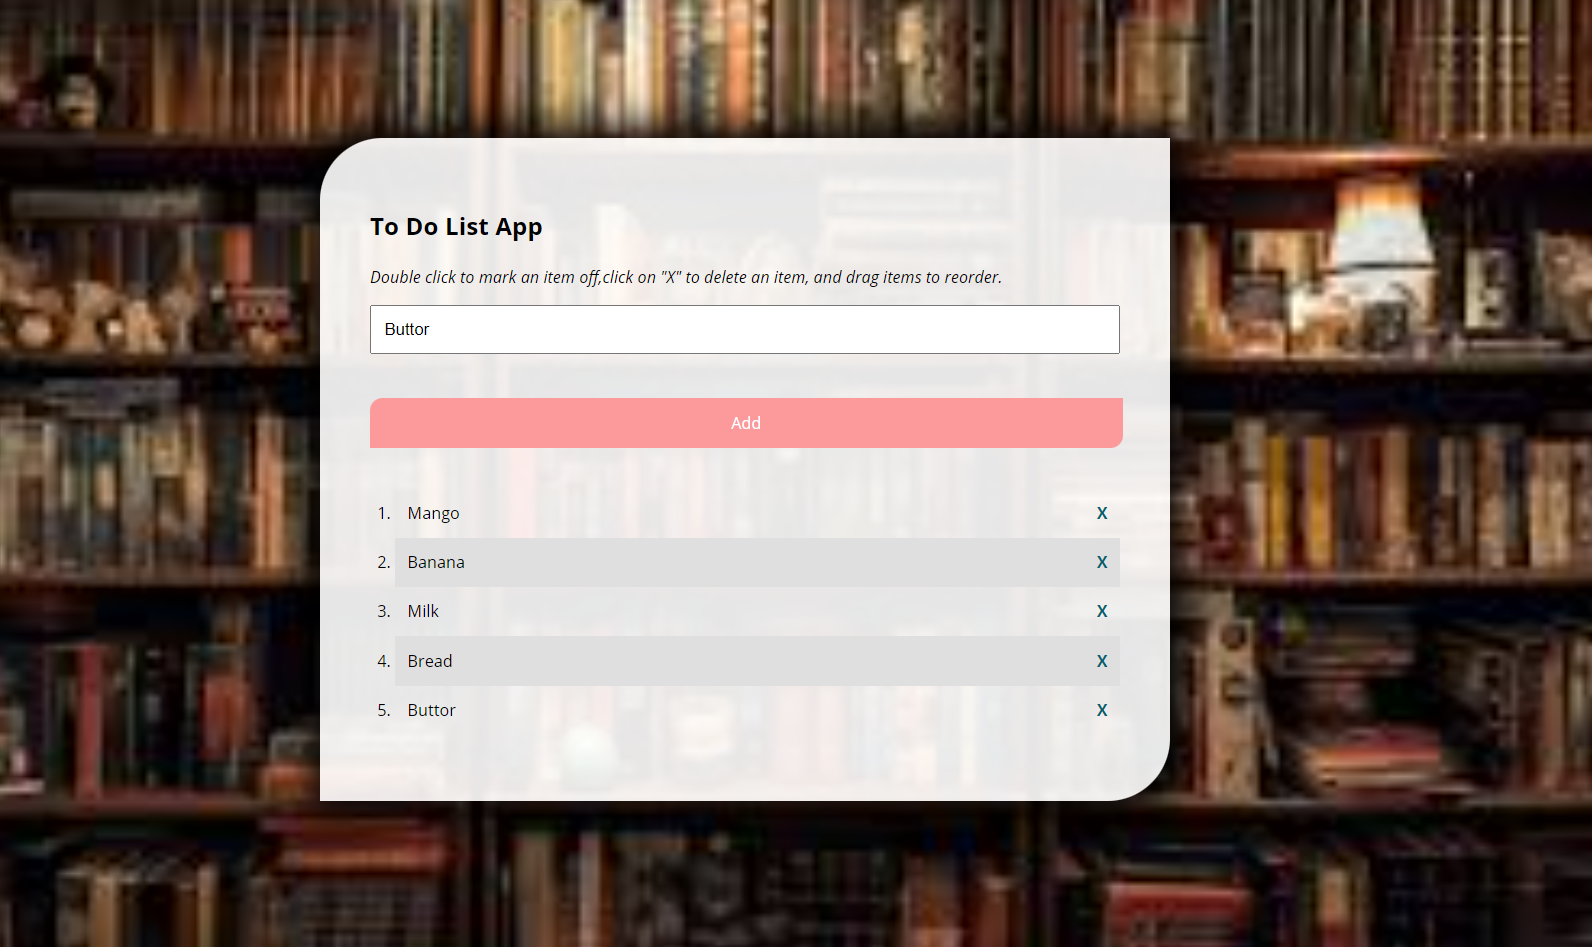 To Do List App
Double click to mark an item off,click on "X" to delete an item, and drag items to reorder.
Buttor
Add
1. Mango X
2. Banana X
3. Milk X
4. Bread X
5. Buttor X